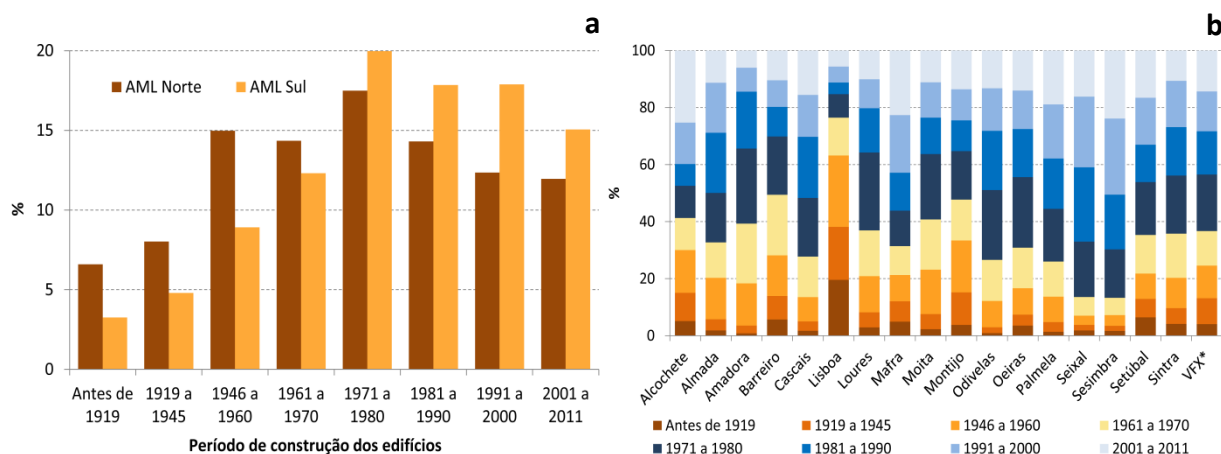 a
20
15
10
5
0
%
AML Norte
AML Sul
Antes de 1919
1919 a 1945
1946 a 1960
1961 a 1970
1971 a 1980
1981 a 1990
1991 a 2000
2001 a 2011
Período de construção dos edifícios
b
100
80
60
40
20
0
%
Alcochete
Almada
Amadora
Barreiro
Cascais
Lisboa
Loures
Mafra
Moita
Montijo
Odivelas
Oeiras
Palmela
Seixal
Sesimbra
Setúbal
Sintra
VFX*
Antes de 1919
1919 a 1945
1946 a 1960
1961 a 1970
1971 a 1980
1981 a 1990
1991 a 2000
2001 a 2011